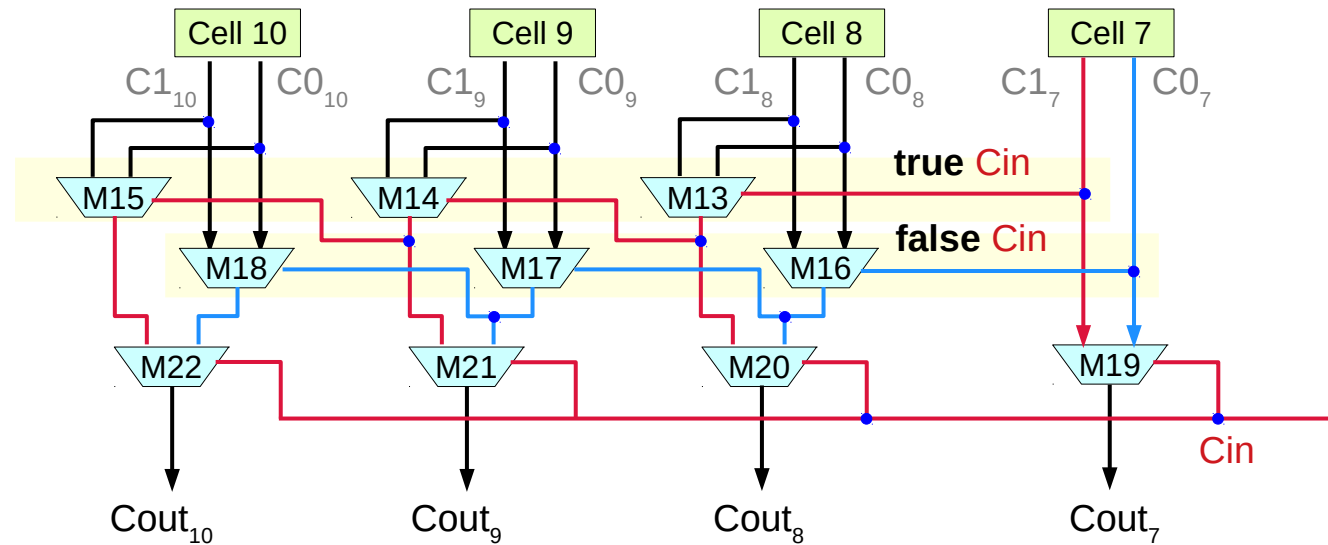 Cell 10 Cell 9 Cell 8 Cell 7
C1₁₀ C0₁₀ C1₉ C0₉ C1₈ C0₈ C1₇ C0₇
true Cin
M15 M14 M13
false Cin
M18 M17 M16
M22 M21 M20 M19
Cin
Cout₁₀ Cout₉ Cout₈ Cout₇